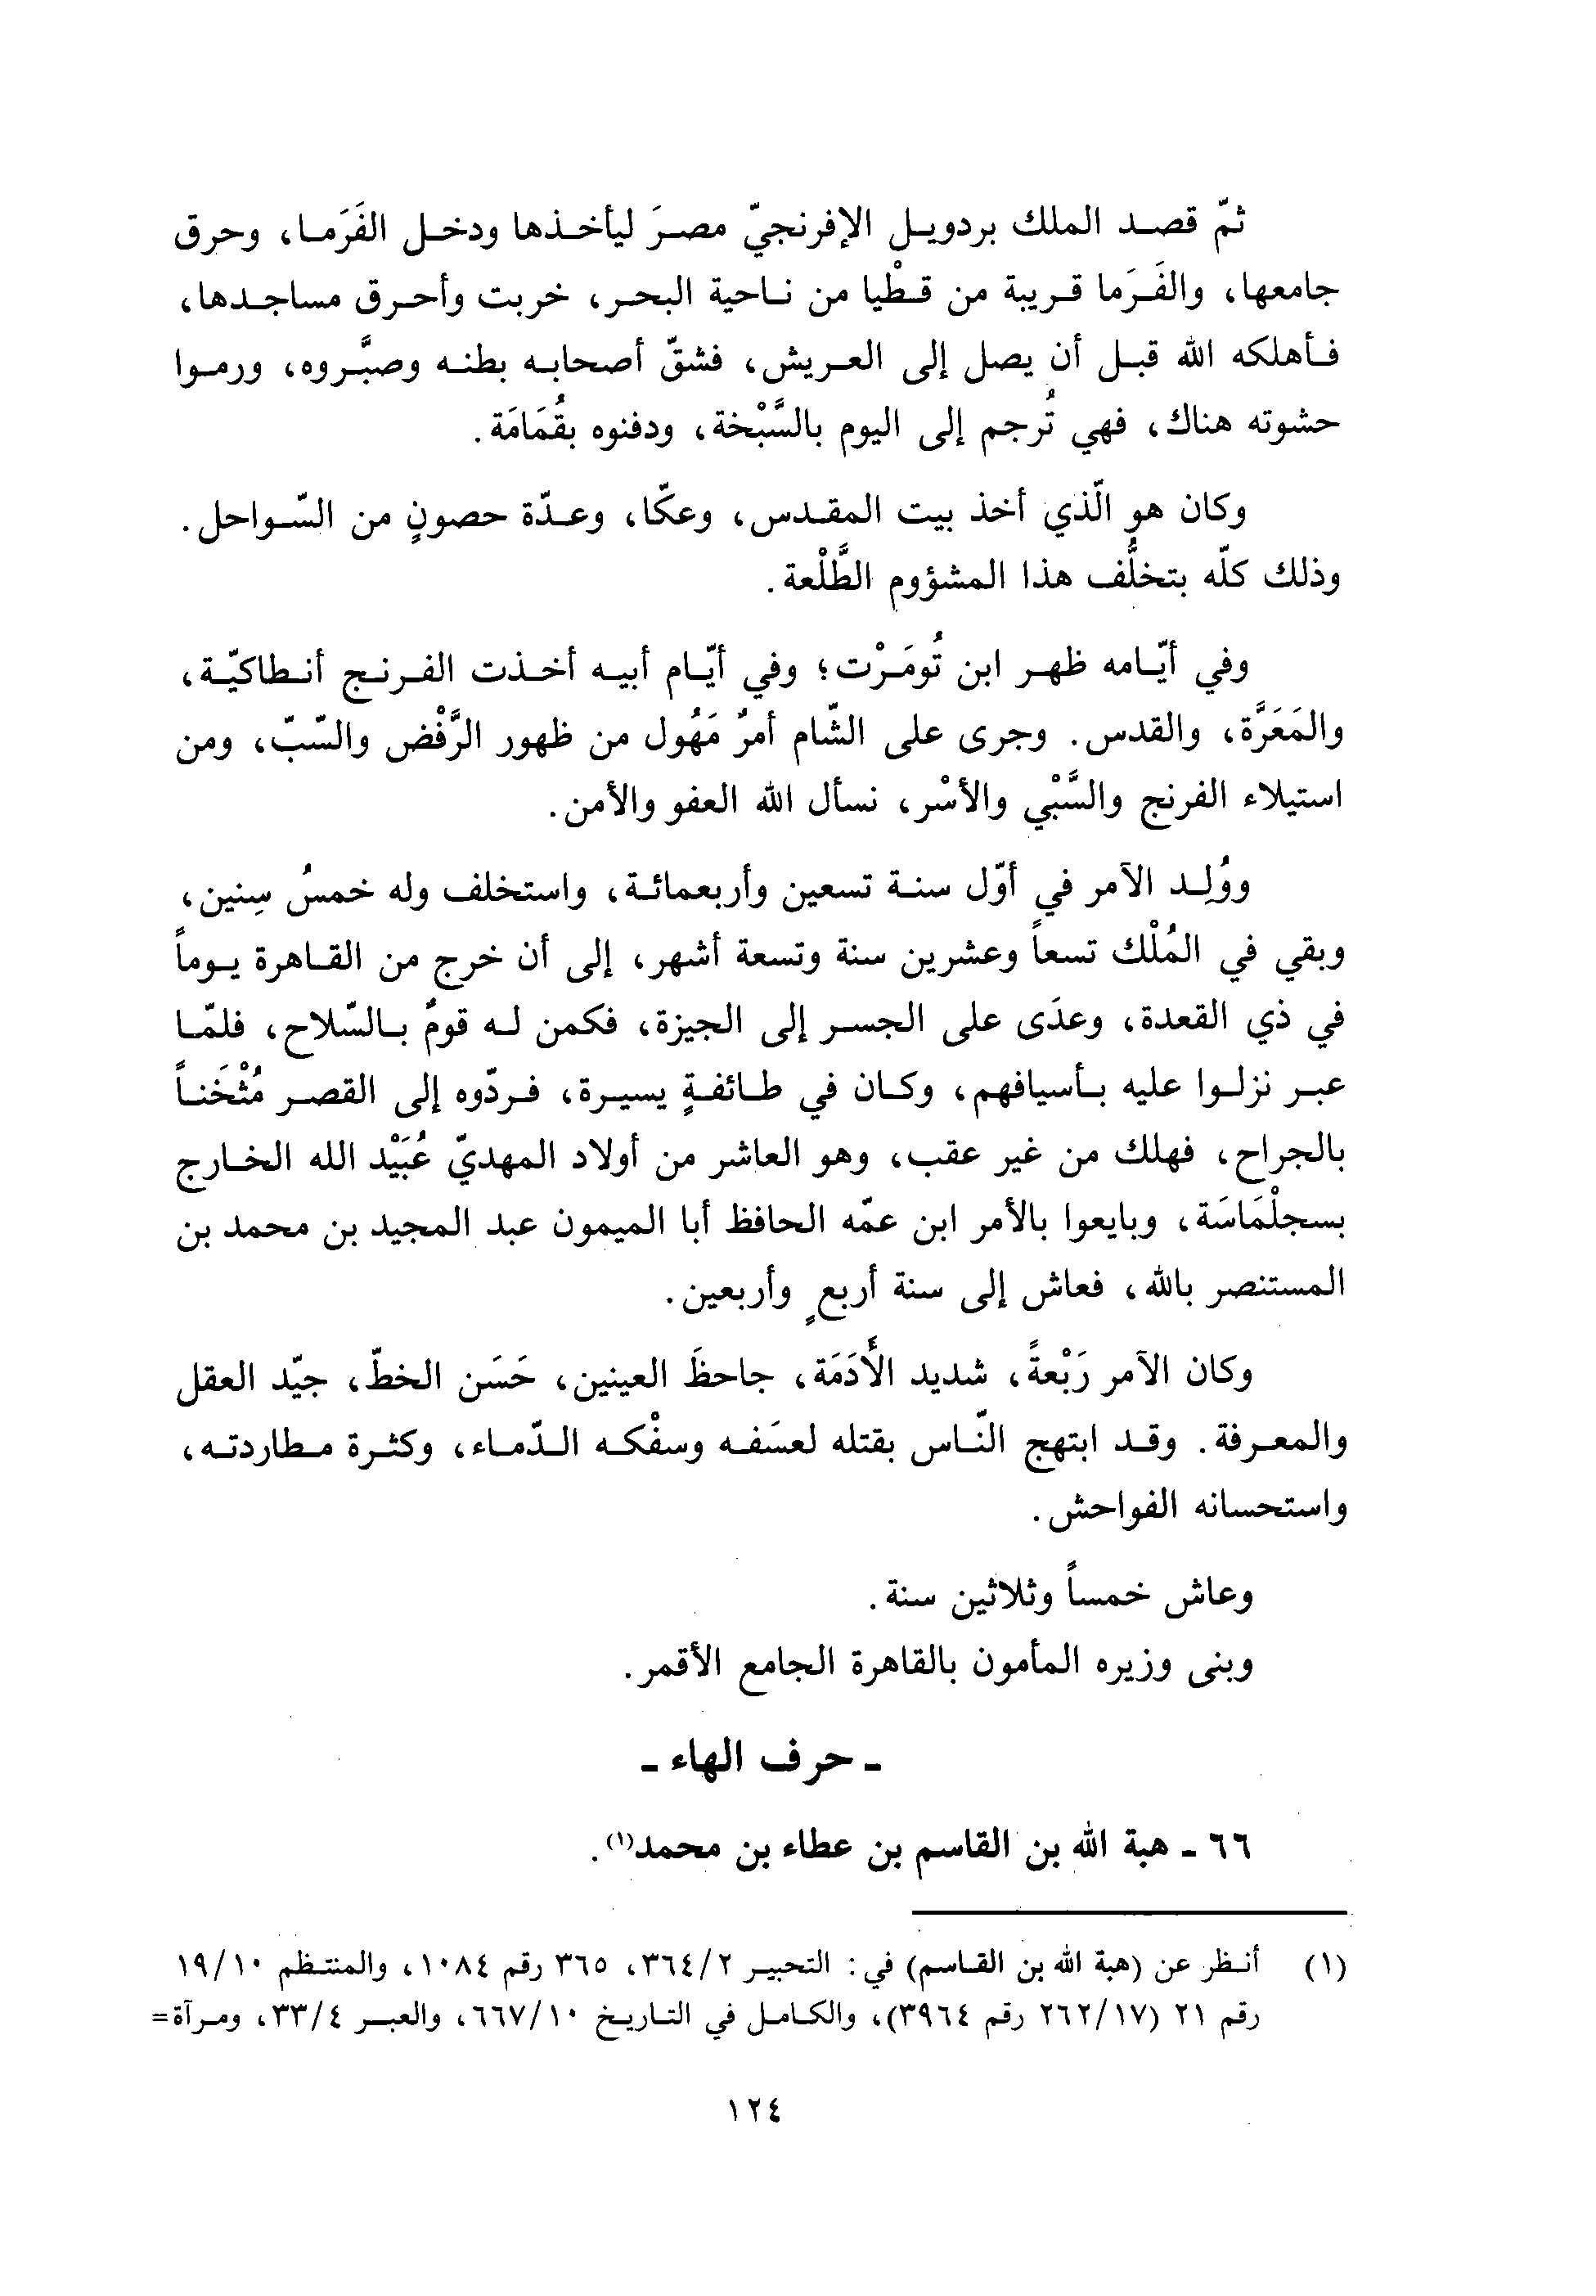 ثمّ قصد الملك بردويل الإفرنجيّ مصرَ ليأخذها ودخل الفَرَما، وحرق
جامعها، والفَرَما قريبة من قطْيا من ناحية البحر، خربت وأحرق مساجدها،
فأهلكه الله قبل أن يصل إلى العريش، فشقّ أصحابه بطنه وصبَّروه، ورموا
حشوته هناك، فهي تُرجم إلى اليوم بالسَّبْخة، ودفنوه بقُمَامَة.
وكان هو الّذي أخذ بيت المقدس، وعكّا، وعدّة حصونٍ من السّواحل.
وذلك كلّه بتخلُّف هذا المشؤوم الطَّلْعة.
وفي أيّامه ظهر ابن تُومَرْت؛ وفي أيّام أبيه أخذت الفرنج أنطاكيّة،
والمَعَرَّة، والقدس. وجرى على الشّام أمرٌ مَهُول من ظهور الرَّفْض والسّبّ، ومن
استيلاء الفرنج والسَّبْي والأسْر، نسأل الله العفو والأمن.
ووُلِد الآمر في أوّل سنة تسعين وأربعمائة، واستخلف وله خمسُ سِنين،
وبقي في المُلْك تسعاً وعشرين سنة وتسعة أشهر، إلى أن خرج من القاهرة يوماً
في ذي القعدة، وعدَى على الجسر إلى الجيزة، فكمن له قومٌ بالسّلاح، فلمّا
عبر نزلوا عليه بأسيافهم، وكان في طائفةٍ يسيرة، فردّوه إلى القصر مُثْخَناً
بالجراح، فهلك من غير عقب، وهو العاشر من أولاد المهديّ عُبَيْد الله الخارج
بسجلْمَاسَة، وبايعوا بالأمر ابن عمّه الحافظ أبا الميمون عبد المجيد بن محمد بن
المستنصر بالله، فعاش إلى سنة أربعٍ وأربعين.
وكان الآمر رَبْعةً، شديد الأَدَمَة، جاحظَ العينين، حَسَن الخطّ، جيّد العقل
والمعرفة. وقد ابتهج النّاس بقتله لعسَفه وسفْكه الدّماء، وكثرة مطاردته،
واستحسانه الفواحش.
وعاش خمساً وثلاثين سنة.
وبنى وزيره المأمون بالقاهرة الجامع الأقمر.
ـ حرف الهاء ـ
٦٦ ـ هبة الله بن القاسم بن عطاء بن محمد(١).
(١) أنظر عن (هبة الله بن القاسم) في: التحبير ٣٦٤/٢، ٣٦٥ رقم ١٠٨٤، والمنتظم ١٩/١٠
رقم ٢١ (٢٦٢/١٧ رقم ٣٩٦٤)، والكامل في التاريخ ٦٦٧/١٠، والعبر ٣٣/٤، ومرآة=
١٢٤